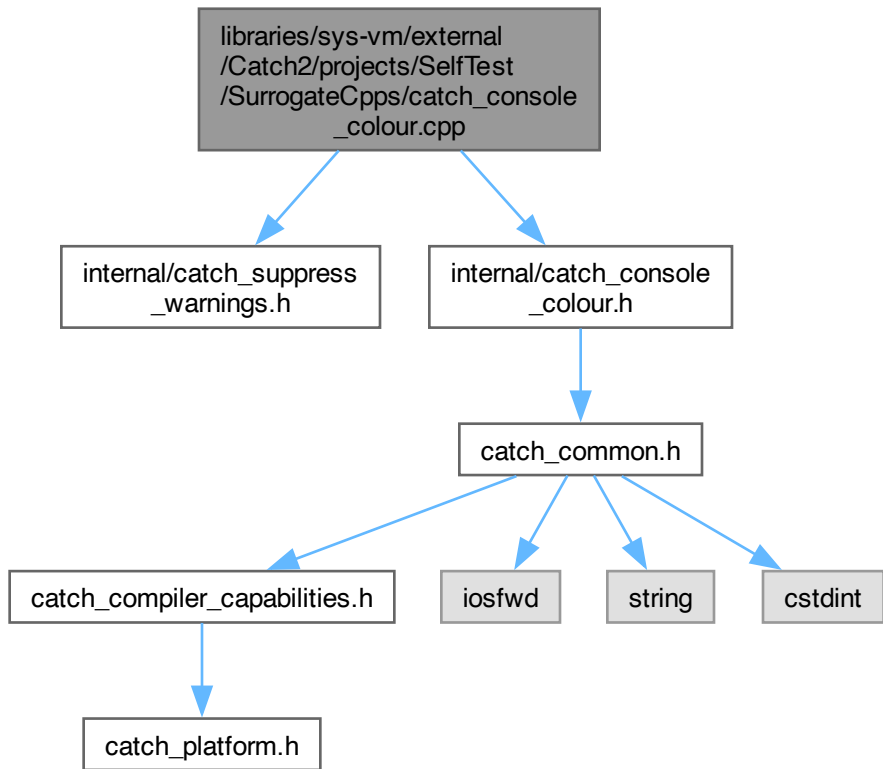 libraries/sys-vm/external
/Catch2/projects/SelfTest
/SurrogateCpps/catch_console
_colour.cpp
internal/catch_suppress
_warnings.h
internal/catch_console
_colour.h
catch_common.h
catch_compiler_capabilities.h
iosfwd
string
cstdint
catch_platform.h